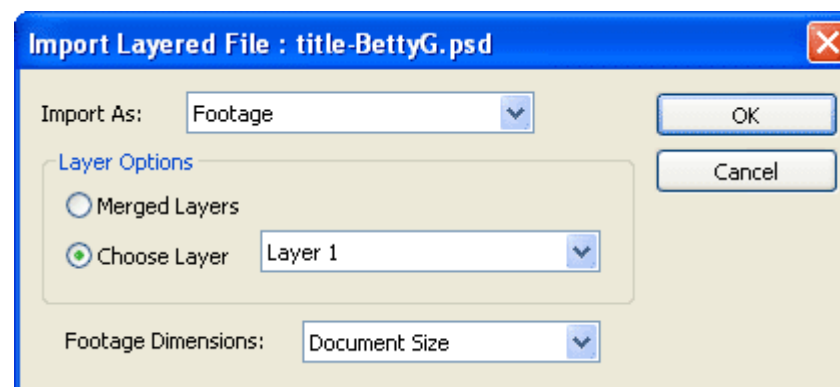 Import Layered File : title-BettyG.psd
Import As: Footage OK
Layer Options Cancel
Merged Layers
Choose Layer Layer 1
Footage Dimensions: Document Size